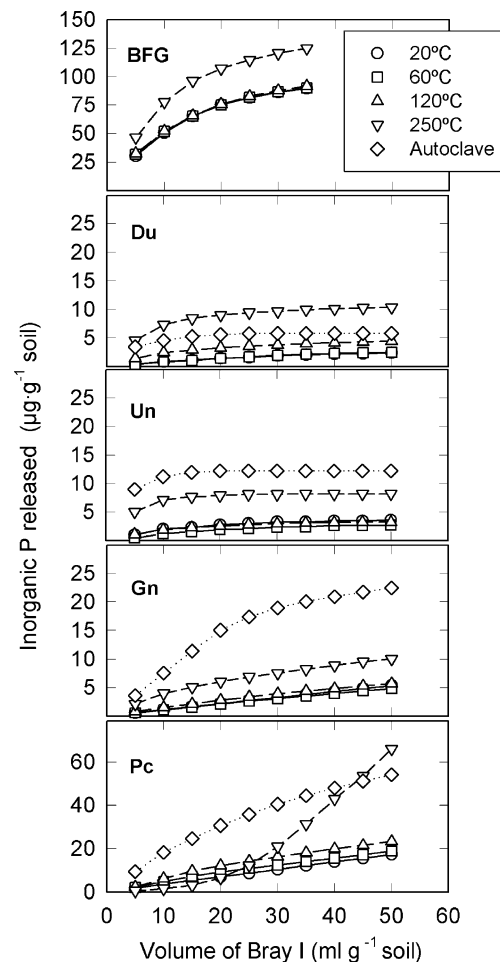 150
125
100
75
50
25
BFG
20ºC
60ºC
120ºC
250ºC
Autoclave
Du
25
20
15
10
5
Un
25
20
15
10
5
Gn
25
20
15
10
5
Pc
60
40
20
0
0 10 20 30 40 50 60
Inorganic P released (µg·g⁻¹ soil)
Volume of Bray I (ml g⁻¹ soil)